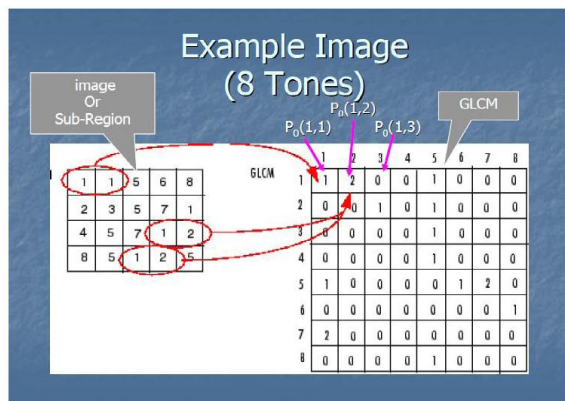 Example Image
(8 Tones)
image
Or
Sub-Region
GLCM
P₀(1,1) P₀(1,2) P₀(1,3)
GLCM
1 2 3 4 5 6 7 8
1 1 5 6 8
2 3 5 7 1
4 5 7 1 2
8 5 1 2 5
1 1 2 0 0 1 0 0 0
2 0 0 1 0 1 0 0 0
3 0 0 0 0 1 0 0 0
4 0 0 0 0 1 0 0 0
5 1 0 0 0 0 1 2 0
6 0 0 0 0 0 0 0 1
7 2 0 0 0 0 0 0 0
8 0 0 0 0 1 0 0 0